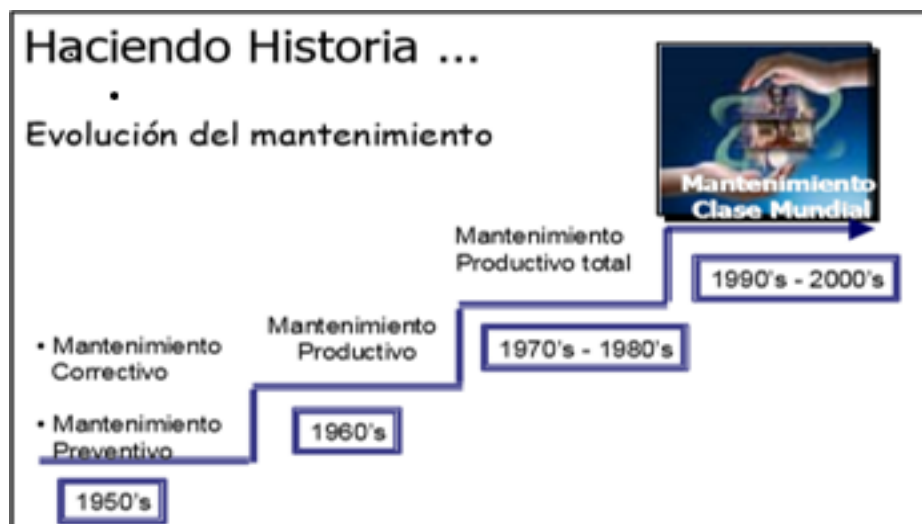 Haciendo Historia ...
•
Evolución del mantenimiento
Mantenimiento
Clase Mundial
Mantenimiento
Productivo total
1990's - 2000's
Mantenimiento
Productivo
1970's - 1980's
• Mantenimiento
Correctivo
• Mantenimiento
Preventivo
1960's
1950's